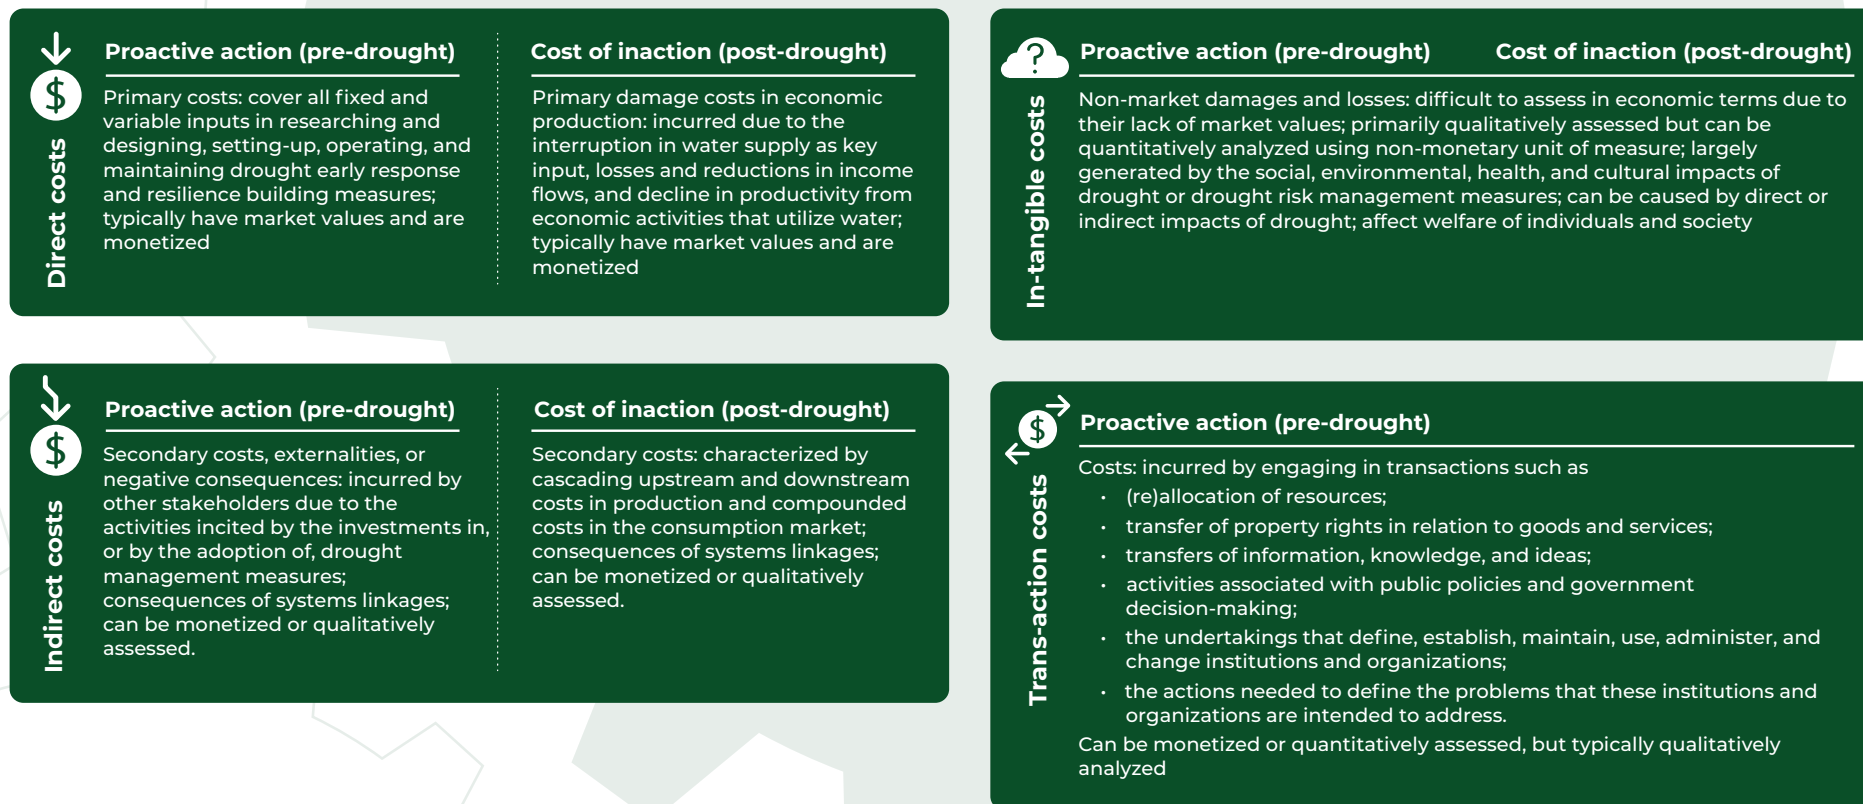 Direct costs
Proactive action (pre-drought)
Primary costs: cover all fixed and
variable inputs in researching and
designing, setting-up, operating, and
maintaining drought early response
and resilience building measures;
typically have market values and are
monetized
Cost of inaction (post-drought)
Primary damage costs in economic
production: incurred due to the
interruption in water supply as key
input, losses and reductions in income
flows, and decline in productivity from
economic activities that utilize water;
typically have market values and are
monetized
Indirect costs
Proactive action (pre-drought)
Secondary costs, externalities, or
negative consequences: incurred by
other stakeholders due to the
activities incited by the investments in,
or by the adoption of, drought
management measures;
consequences of systems linkages;
can be monetized or qualitatively
assessed.
Cost of inaction (post-drought)
Secondary costs: characterized by
cascading upstream and downstream
costs in production and compounded
costs in the consumption market;
consequences of systems linkages;
can be monetized or qualitatively
assessed.
In-tangible costs
Proactive action (pre-drought) Cost of inaction (post-drought)
Non-market damages and losses: difficult to assess in economic terms due to
their lack of market values; primarily qualitatively assessed but can be
quantitatively analyzed using non-monetary unit of measure; largely
generated by the social, environmental, health, and cultural impacts of
drought or drought risk management measures; can be caused by direct or
indirect impacts of drought; affect welfare of individuals and society
Trans-action costs
Proactive action (pre-drought)
Costs: incurred by engaging in transactions such as
• (re)allocation of resources;
• transfer of property rights in relation to goods and services;
• transfers of information, knowledge, and ideas;
• activities associated with public policies and government
decision-making;
• the undertakings that define, establish, maintain, use, administer, and
change institutions and organizations;
• the actions needed to define the problems that these institutions and
organizations are intended to address.
Can be monetized or quantitatively assessed, but typically qualitatively
analyzed